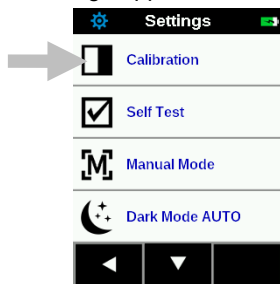 Settings
Calibration
Self Test
M Manual Mode
Dark Mode AUTO